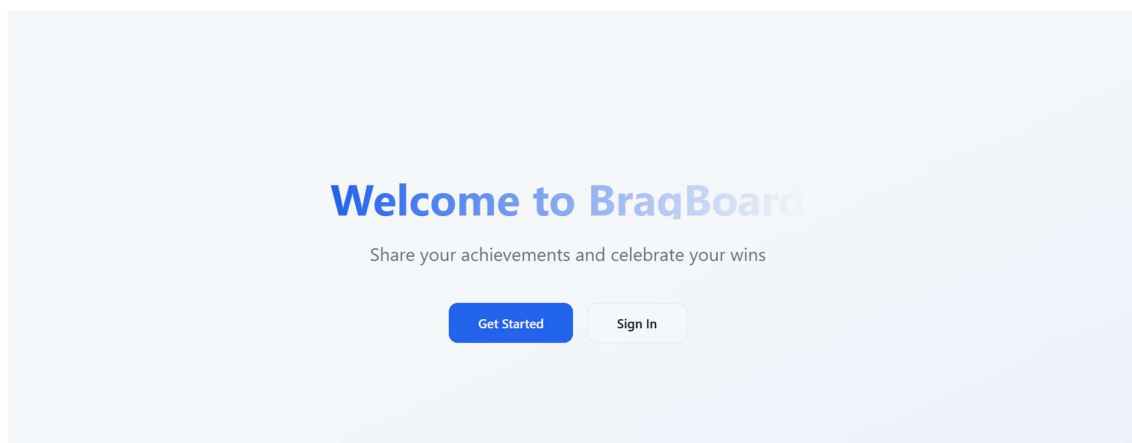 Welcome to BragBoard
Share your achievements and celebrate your wins
Get Started
Sign In